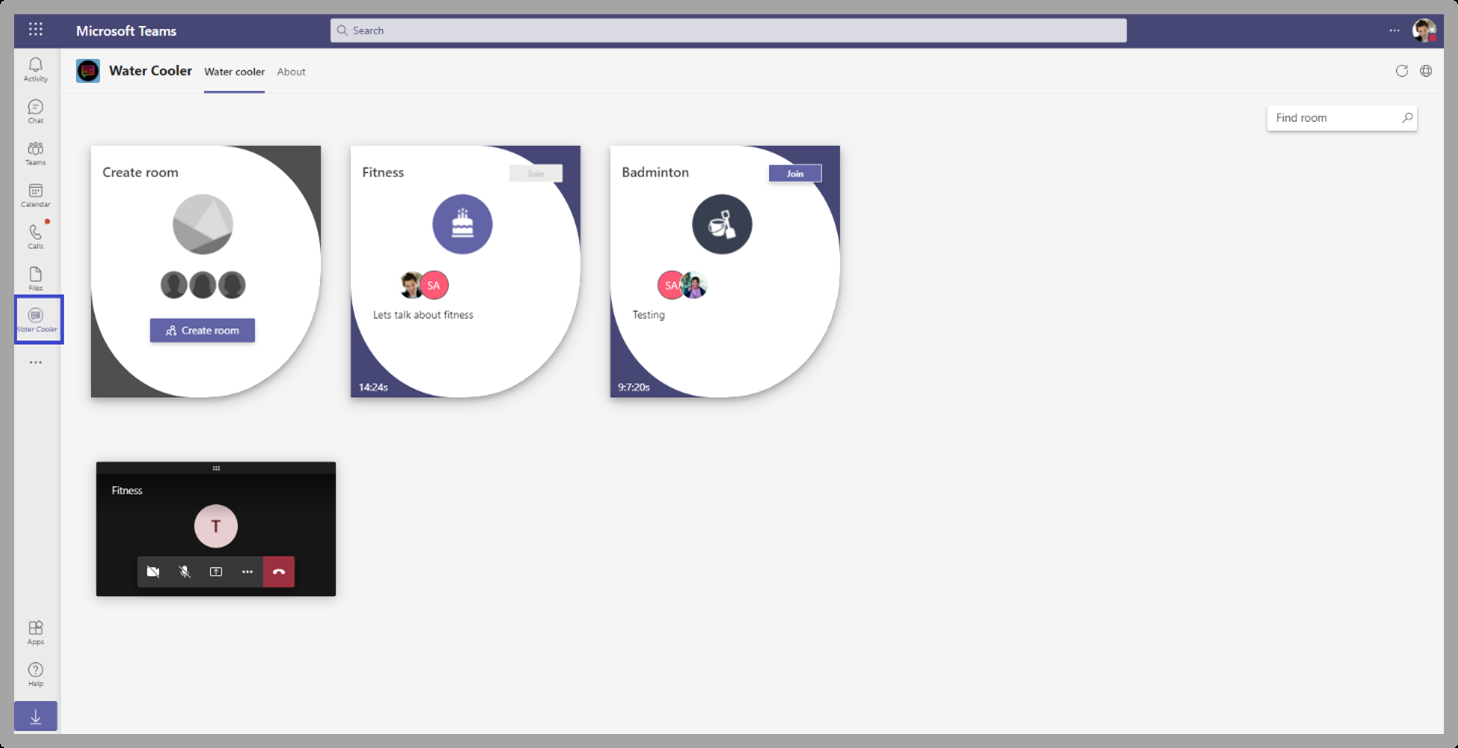 Microsoft Teams
Search
Activity
Chat
Teams
Calendar
Calls
Files
Water Cooler
Apps
Help
Water Cooler
Water cooler
About
Find room
Create room
Create room
Fitness
Join
SA
Lets talk about fitness
14:24s
Badminton
Join
SA
Testing
9:7:20s
Fitness
T